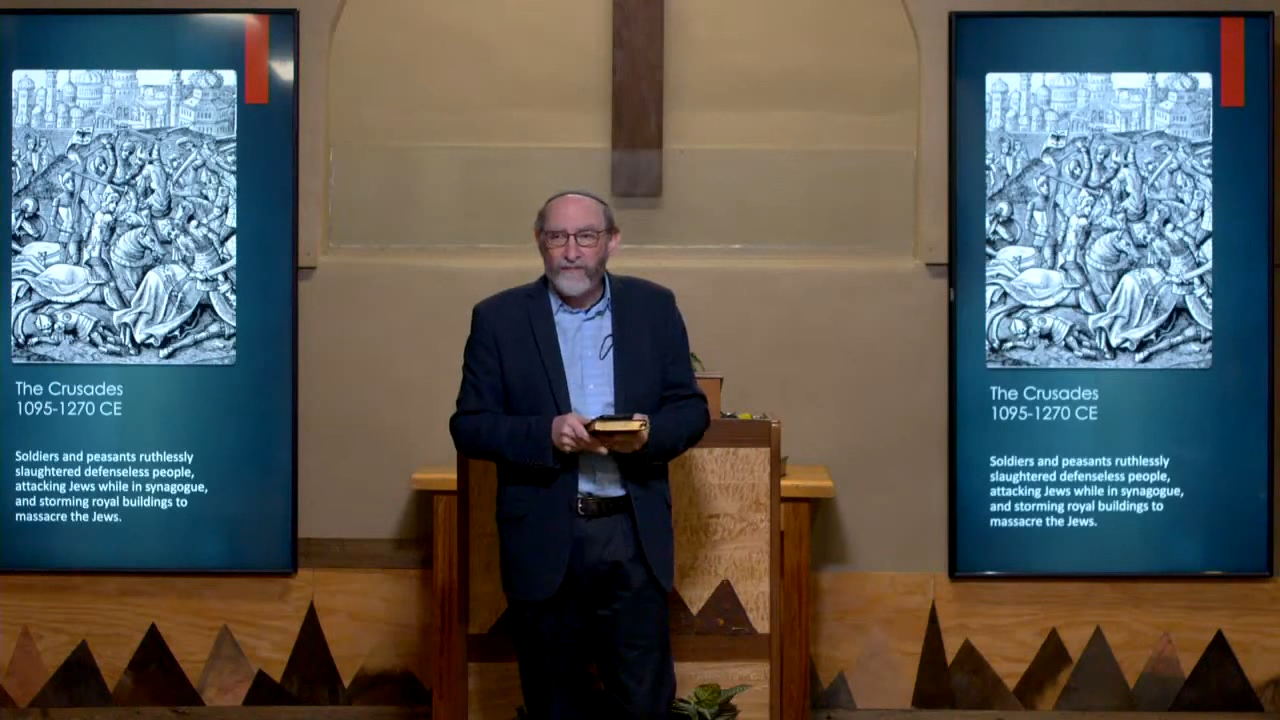 The Crusades
1095-1270 CE
Soldiers and peasants ruthlessly
slaughtered defenseless people,
attacking Jews while in synagogue,
and storming royal buildings to
massacre the Jews.
The Crusades
1095-1270 CE
Soldiers and peasants ruthlessly
slaughtered defenseless people,
attacking Jews while in synagogue,
and storming royal buildings to
massacre the Jews.